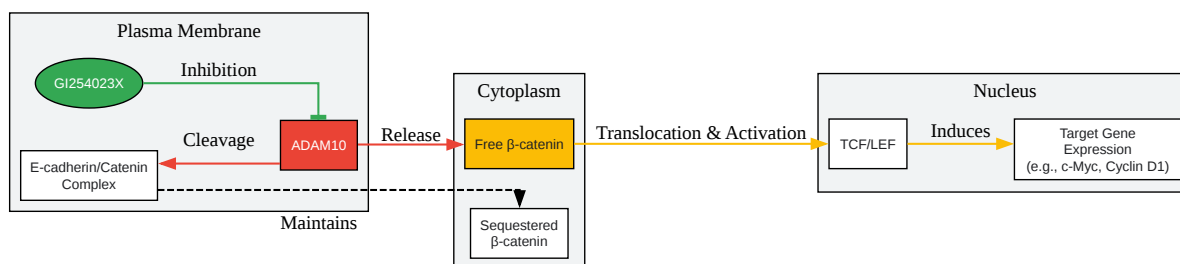 Plasma Membrane
GI254023X
Inhibition
Cleavage
ADAM10
Release
E-cadherin/Catenin
Complex
Maintains
Cytoplasm
Free β-catenin
Sequestered
β-catenin
Translocation & Activation
Nucleus
TCF/LEF
Induces
Target Gene
Expression
(e.g., c-Myc, Cyclin D1)